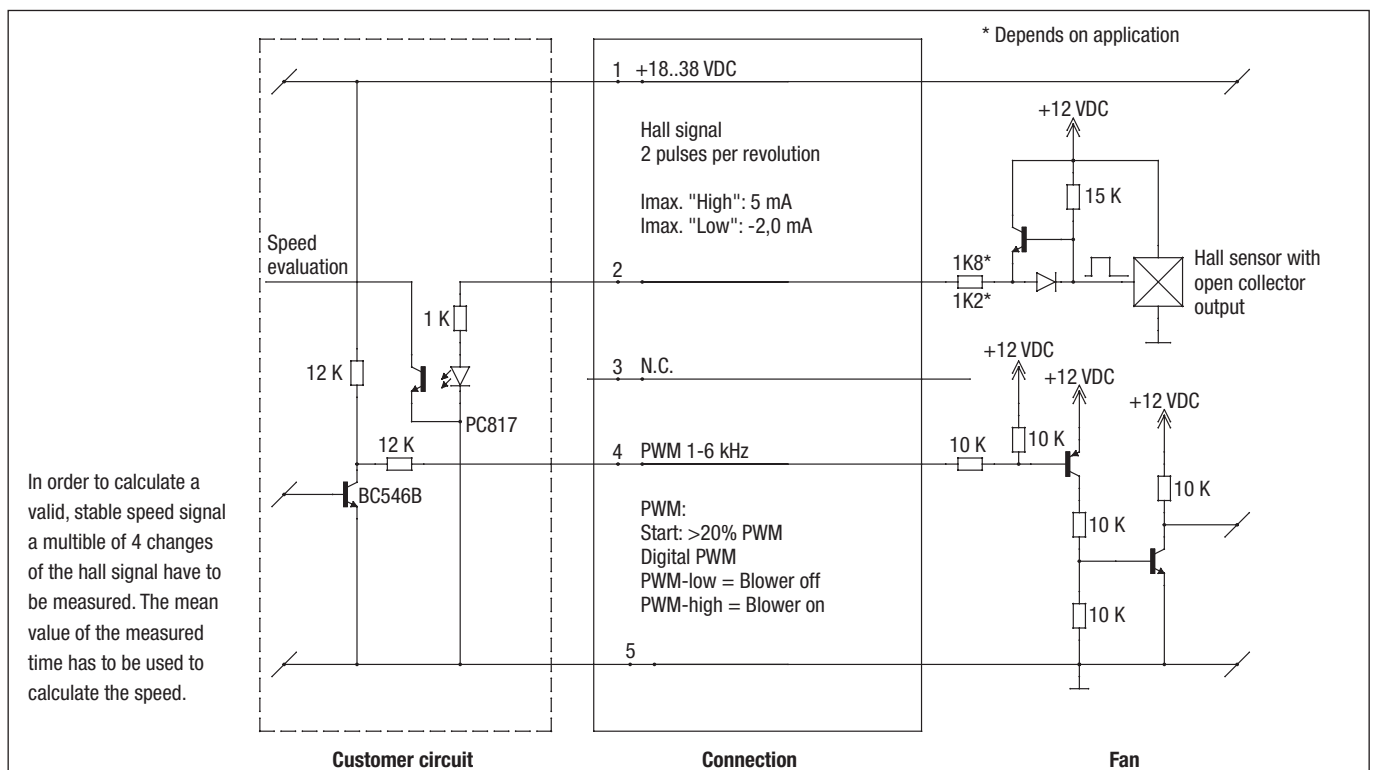 * Depends on application
1 +18..38 VDC
Hall signal
2 pulses per revolution
Imax. "High": 5 mA
Imax. "Low": -2,0 mA
+12 VDC
15 K
Speed
evaluation
2
1K8*
1K2*
Hall sensor with
open collector
output
1 K
12 K
3 N.C.
+12 VDC
+12 VDC
+12 VDC
PC817
12 K
4 PWM 1-6 kHz
10 K
10 K
BC546B
10 K
10 K
10 K
PWM:
Start: >20% PWM
Digital PWM
PWM-low = Blower off
PWM-high = Blower on
5
In order to calculate a
valid, stable speed signal
a multible of 4 changes
of the hall signal have to
be measured. The mean
value of the measured
time has to be used to
calculate the speed.
Customer circuit
Connection
Fan